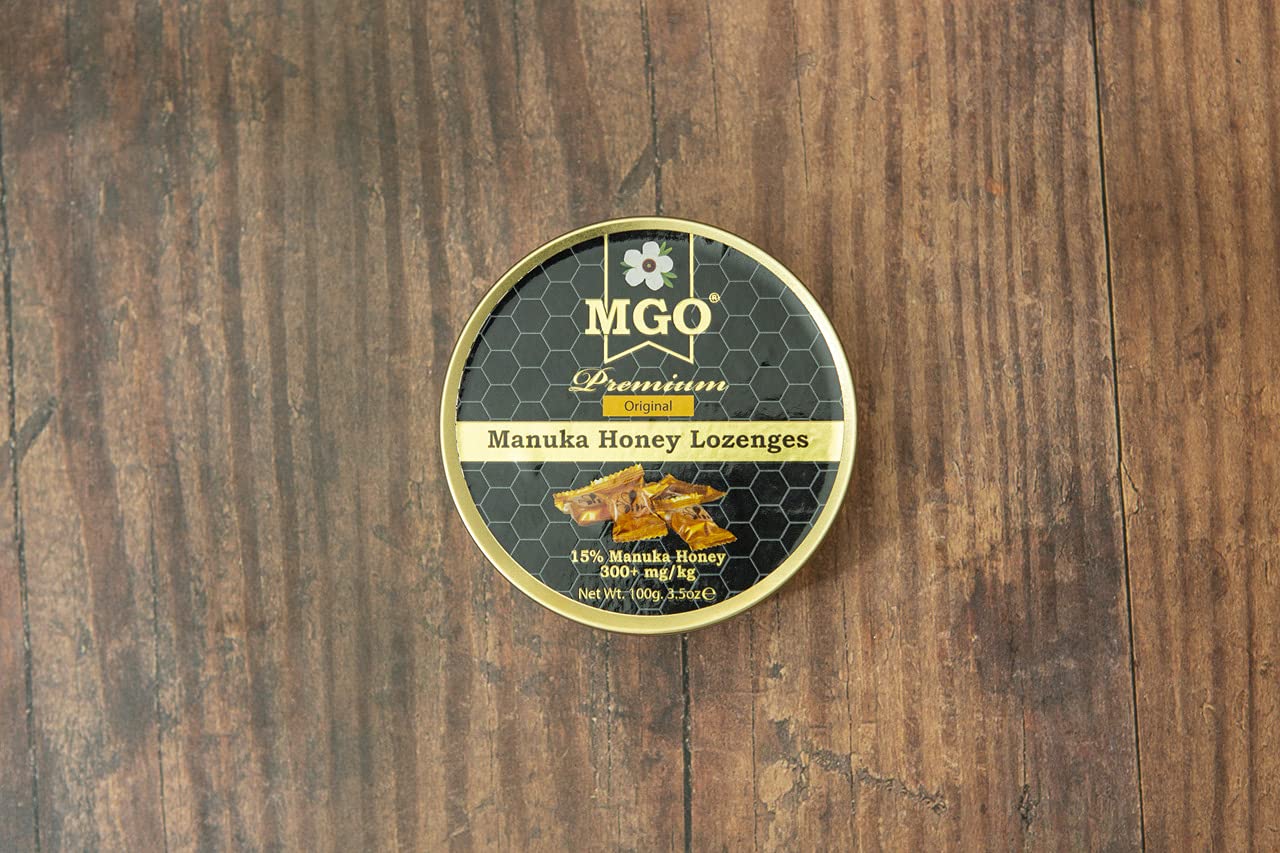 MGO®
Premium
Original
Manuka Honey Lozenges
15% Manuka Honey
300+ mg/kg
Net Wt. 100g. 3.5oz℮